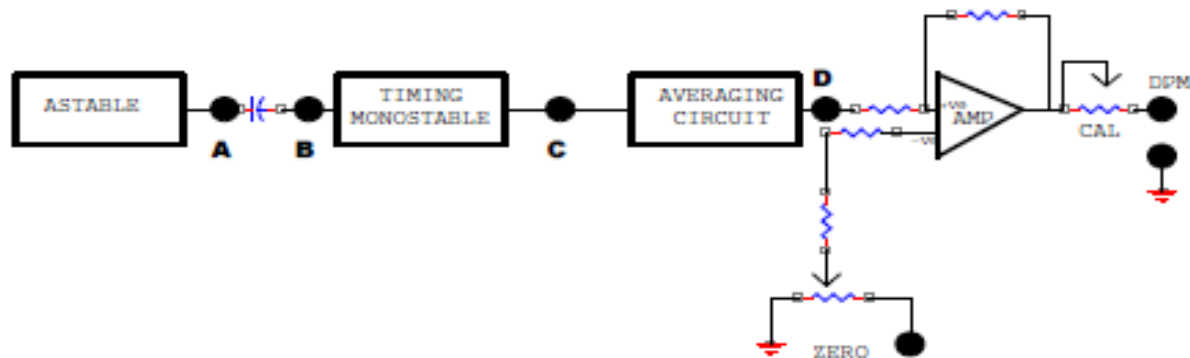 ASTABLE
A
B
TIMING
MONOSTABLE
C
AVERAGING
CIRCUIT
D
+Ve
AMP
-Ve
CAL
DPM
ZERO